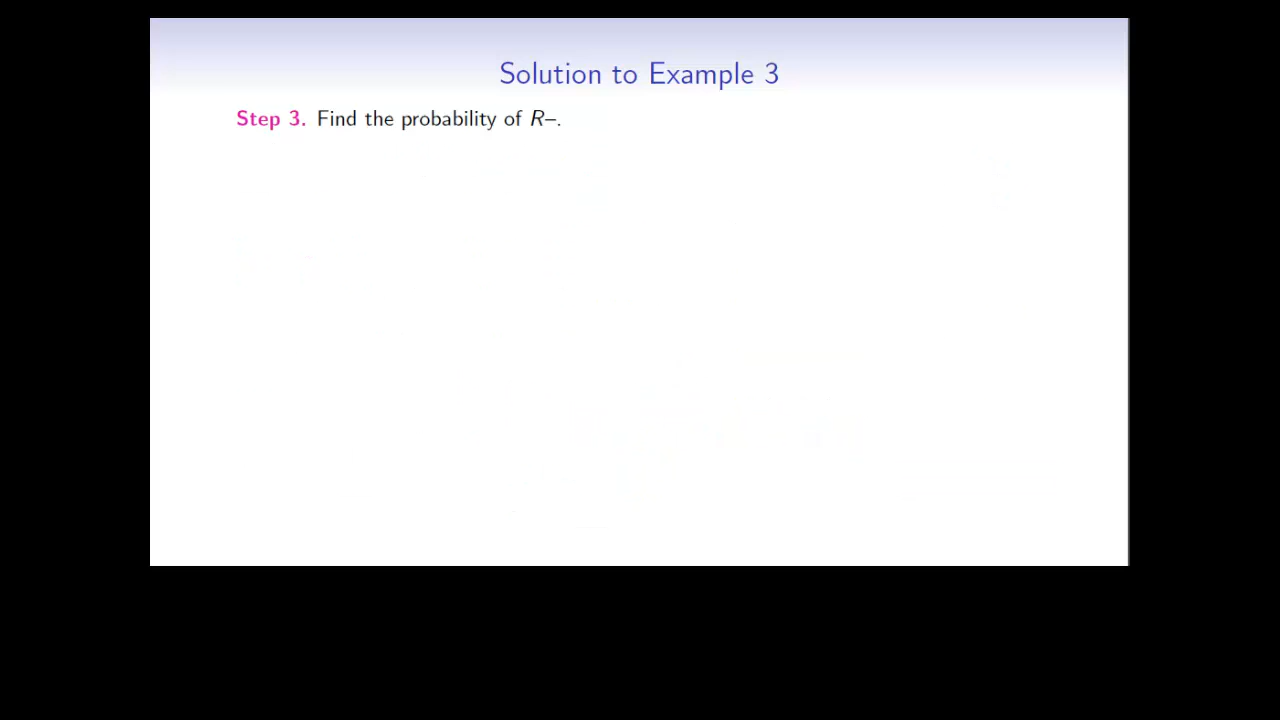 Solution to Example 3
Step 3. Find the probability of R–.